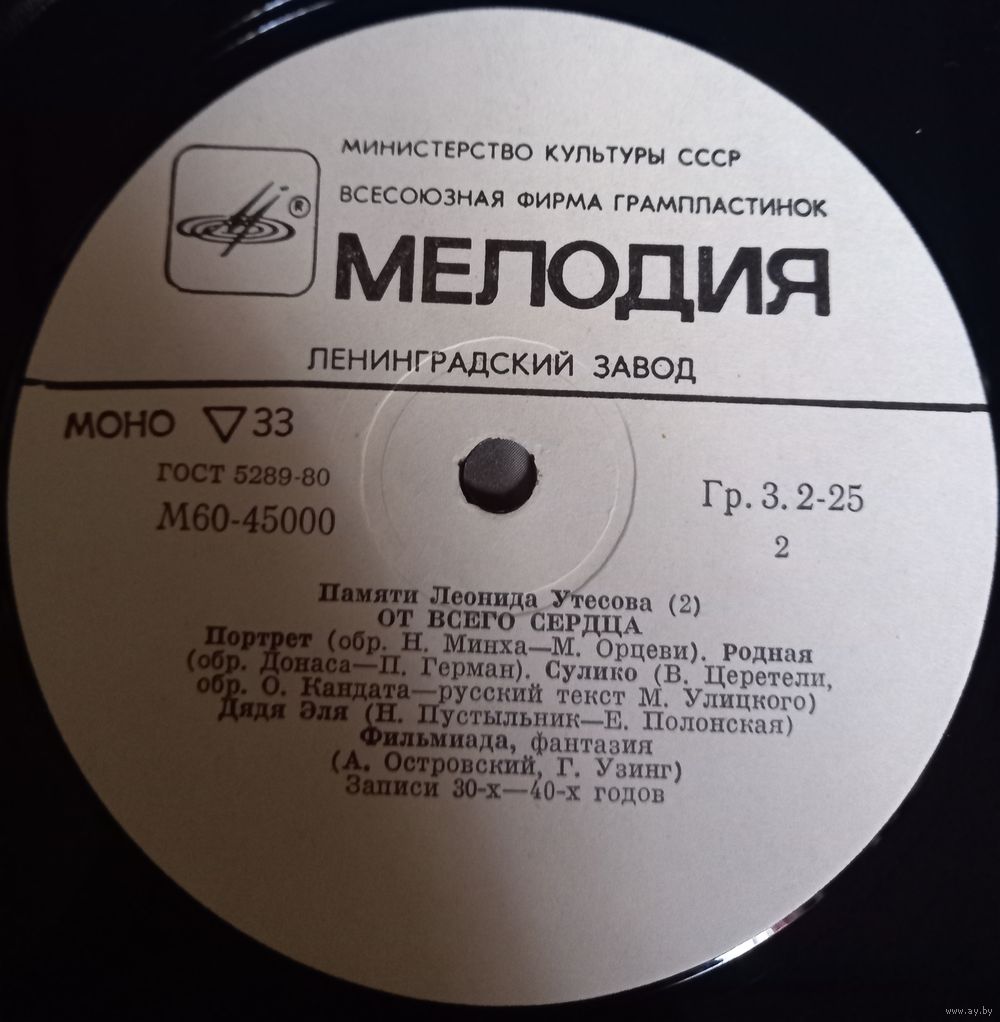 МИНИСТЕРСТВО КУЛЬТУРЫ СССР
ВСЕСОЮЗНАЯ ФИРМА ГРАМПЛАСТИНОК
®
МЕЛОДИЯ
ЛЕНИНГРАДСКИЙ ЗАВОД
МОНО ▽ 33
ГОСТ 5289-80
М60-45000
Гр. 3. 2-25
2
Памяти Леонида Утесова (2)
ОТ ВСЕГО СЕРДЦА
Портрет (обр. Н. Минха—М. Орцеви). Родная
(обр. Донаса—П. Герман). Сулико (В. Церетели,
обр. О. Кандата—русский текст М. Улицкого)
Дядя Эля (Н. Пустыльник—Е. Полонская)
Фильмиада, фантазия
(А. Островский, Г. Узинг)
Записи 30-х—40-х годов
www.ay.by